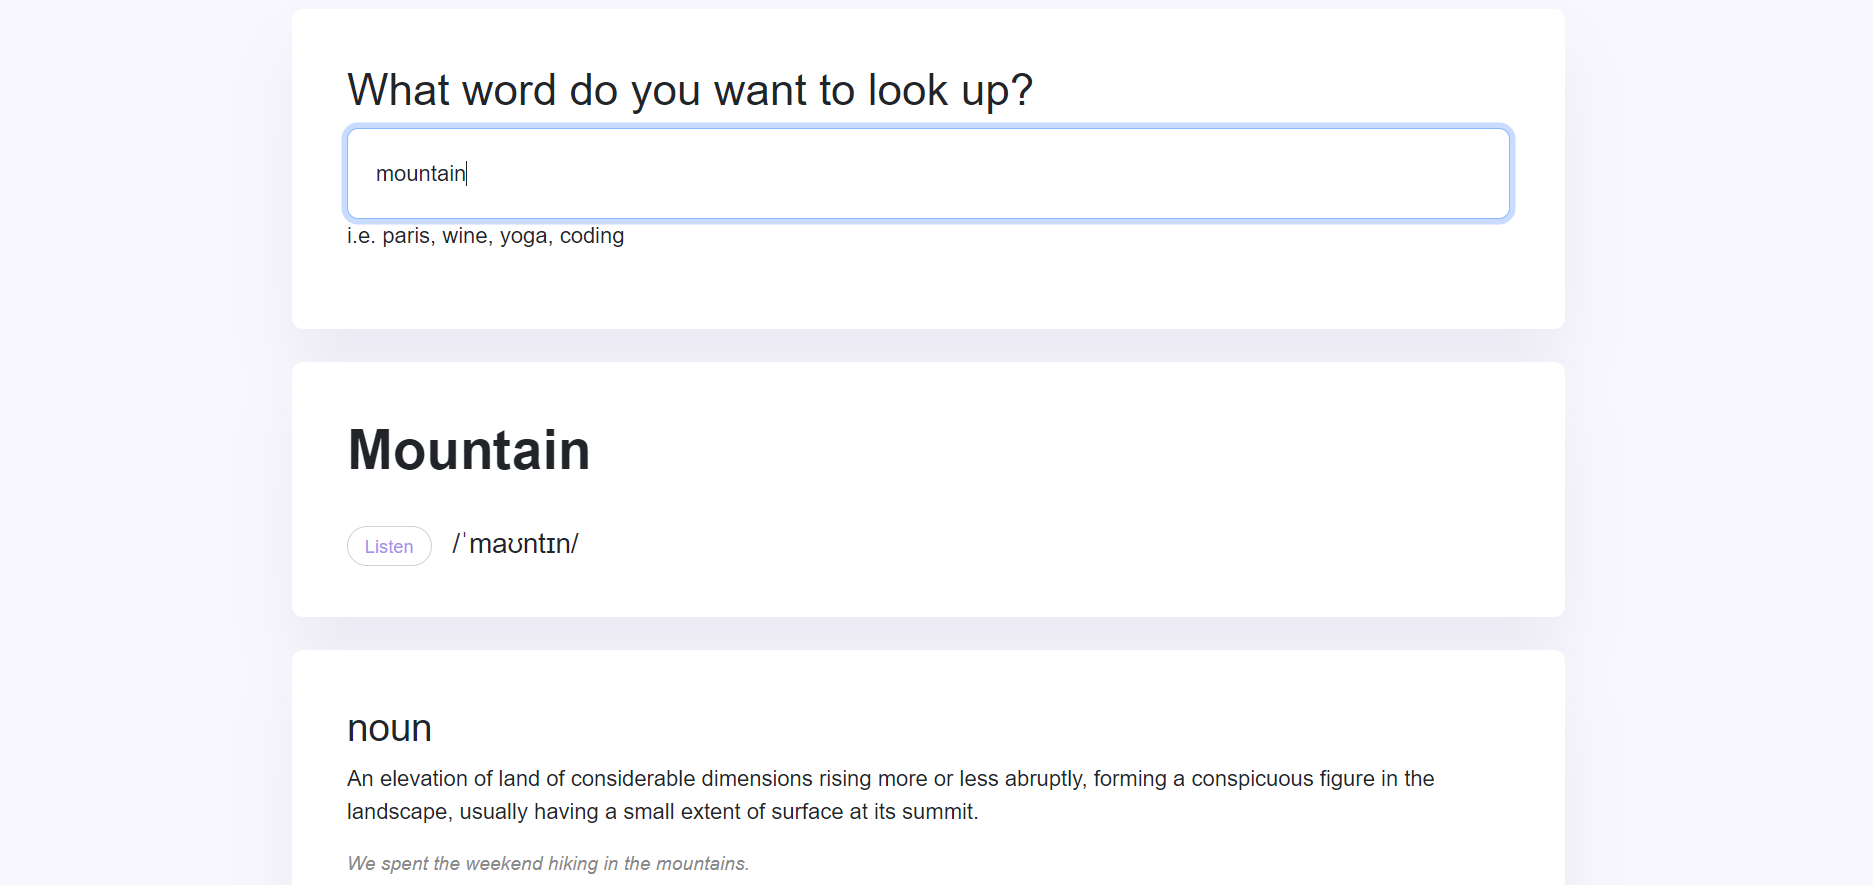 What word do you want to look up?
mountain
i.e. paris, wine, yoga, coding
Mountain
Listen /ˈmaʊntɪn/
noun
An elevation of land of considerable dimensions rising more or less abruptly, forming a conspicuous figure in the
landscape, usually having a small extent of surface at its summit.
We spent the weekend hiking in the mountains.